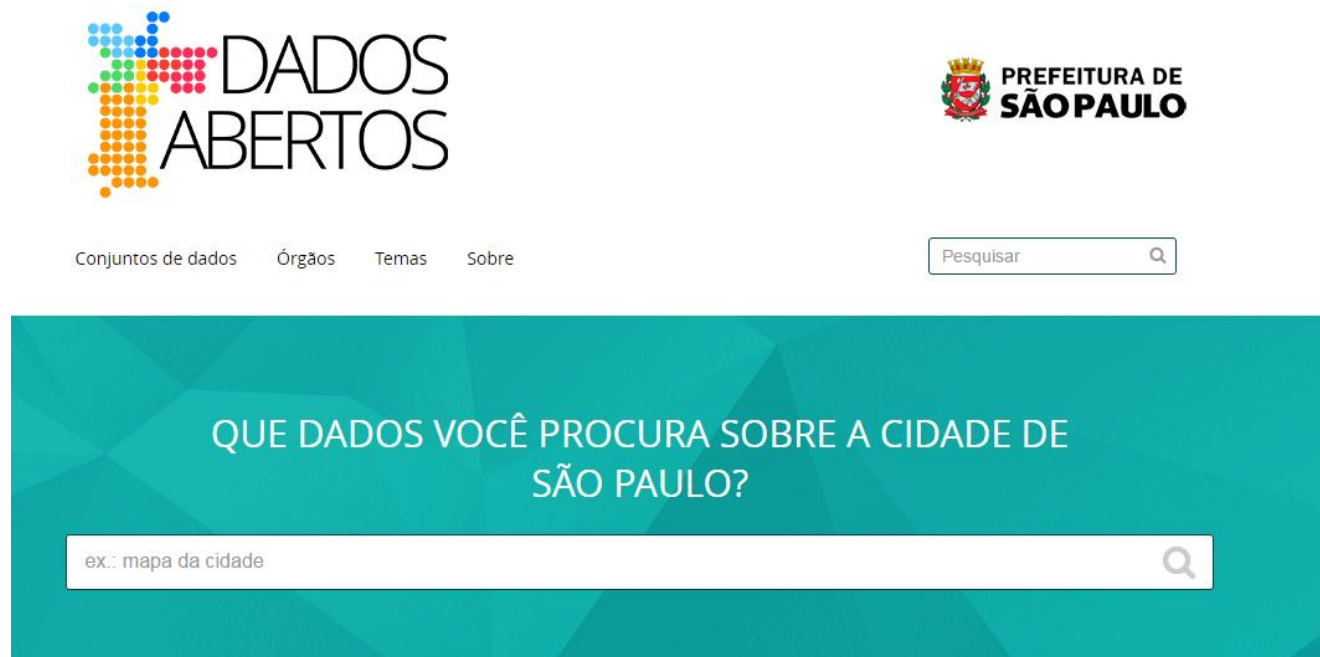 DADOS
ABERTOS
PREFEITURA DE
SÃO PAULO
Conjuntos de dados Órgãos Temas Sobre
Pesquisar
QUE DADOS VOCÊ PROCURA SOBRE A CIDADE DE
SÃO PAULO?
ex.: mapa da cidade